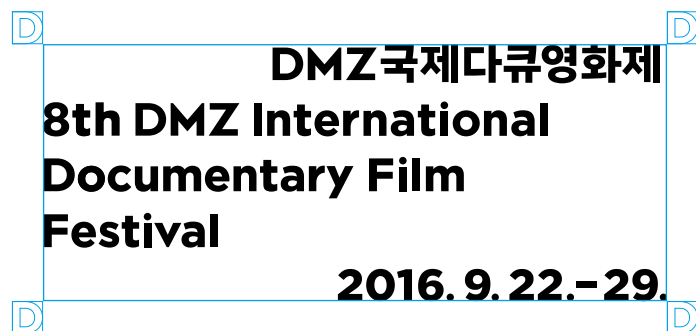 D D
DMZ국제다큐영화제
8th DMZ International
Documentary Film
Festival
2016. 9. 22.-29.
D D